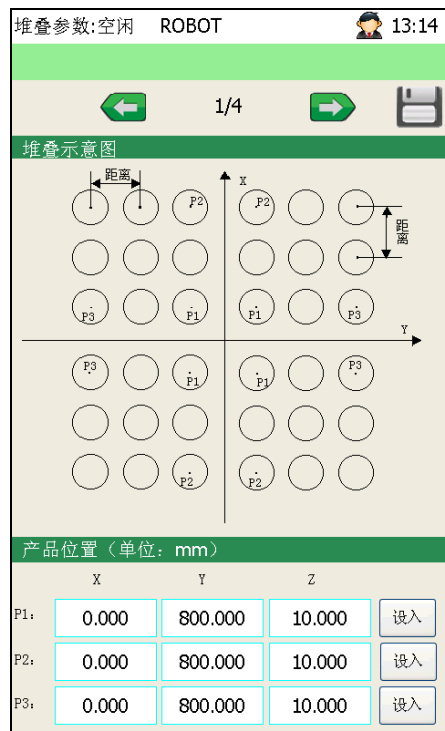 堆叠参数:空闲 ROBOT 13:14
1/4
堆叠示意图
距离
X
P2 P2
距离
P3 P1 P1 P3
Y
P3 P1 P1 P3
P2 P2
产品位置（单位：mm）
X Y Z
P1: 0.000 800.000 10.000 设入
P2: 0.000 800.000 10.000 设入
P3: 0.000 800.000 10.000 设入